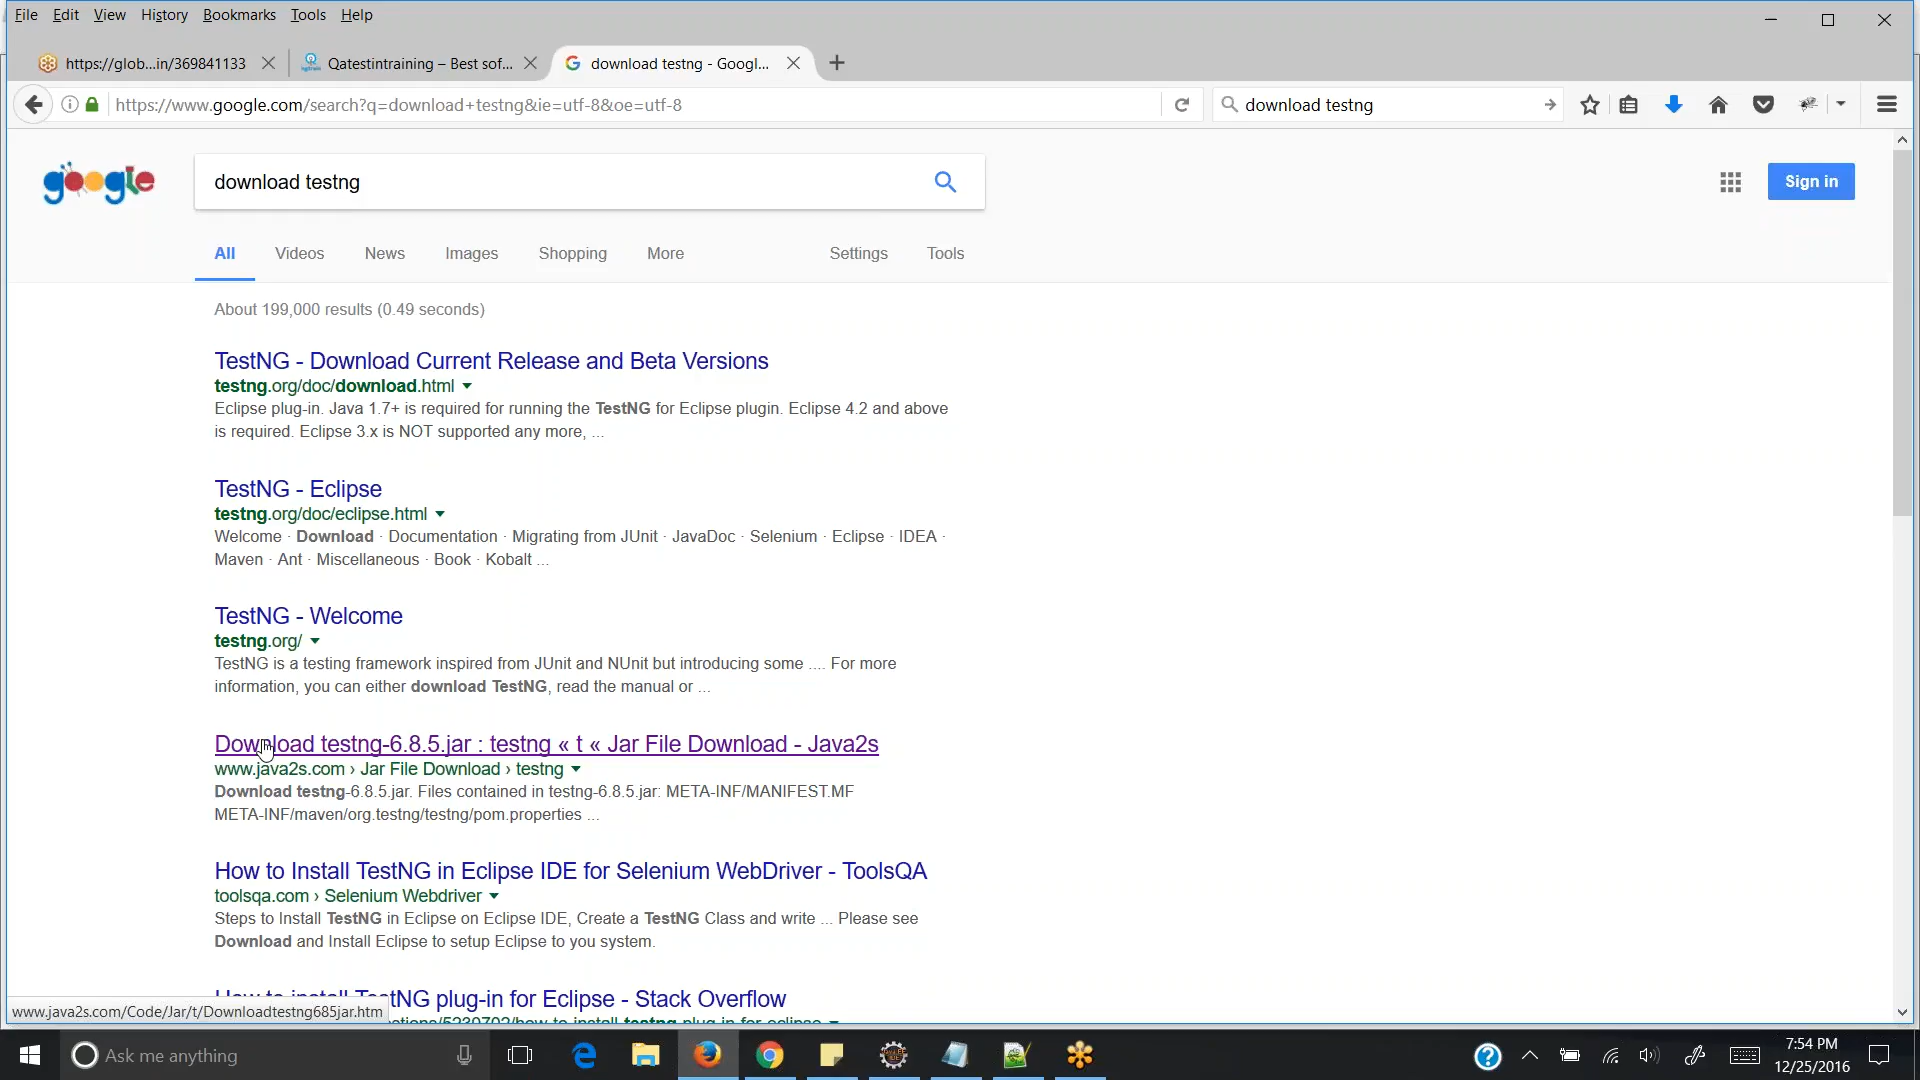 File Edit View History Bookmarks Tools Help
https://glob...in/369841133
Qatestintraining – Best sof...
download testng - Googl...
https://www.google.com/search?q=download+testng&ie=utf-8&oe=utf-8
download testng
google
download testng
Sign in
All Videos News Images Shopping More Settings Tools
About 199,000 results (0.49 seconds)
TestNG - Download Current Release and Beta Versions
testng.org/doc/download.html
Eclipse plug-in. Java 1.7+ is required for running the TestNG for Eclipse plugin. Eclipse 4.2 and above
is required. Eclipse 3.x is NOT supported any more, ...
TestNG - Eclipse
testng.org/doc/eclipse.html
Welcome · Download · Documentation · Migrating from JUnit · JavaDoc · Selenium · Eclipse · IDEA ·
Maven · Ant · Miscellaneous · Book · Kobalt ...
TestNG - Welcome
testng.org/
TestNG is a testing framework inspired from JUnit and NUnit but introducing some .... For more
information, you can either download TestNG, read the manual or ...
Download testng-6.8.5.jar : testng « t « Jar File Download - Java2s
www.java2s.com › Jar File Download › testng
Download testng-6.8.5.jar. Files contained in testng-6.8.5.jar: META-INF/MANIFEST.MF
META-INF/maven/org.testng/testng/pom.properties ...
How to Install TestNG in Eclipse IDE for Selenium WebDriver - ToolsQA
toolsqa.com › Selenium Webdriver
Steps to Install TestNG in Eclipse on Eclipse IDE, Create a TestNG Class and write ... Please see
Download and Install Eclipse to setup Eclipse to you system.
How to install TestNG plug-in for Eclipse - Stack Overflow
www.java2s.com/Code/Jar/t/Downloadtestng685jar.htm
Ask me anything
7:54 PM
12/25/2016